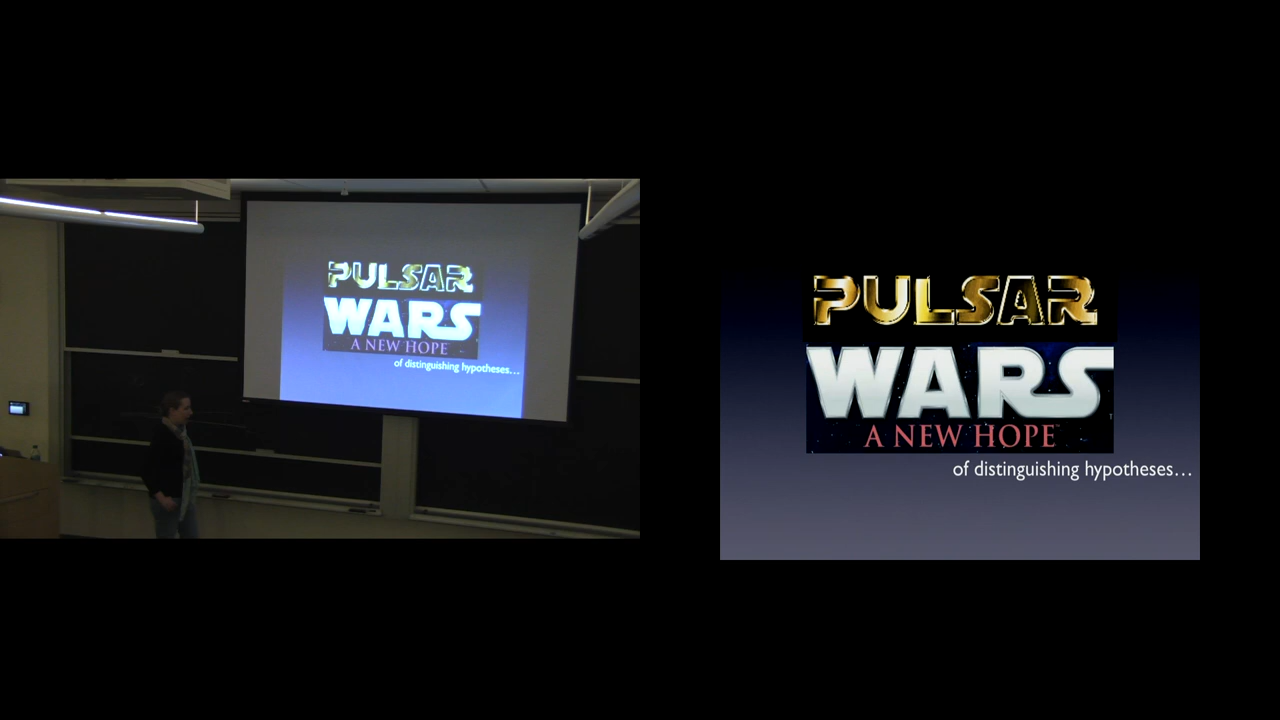 PULSAR
WARS
A NEW HOPE
of distinguishing hypotheses...
PULSAR
WARS
A NEW HOPE
of distinguishing hypotheses...